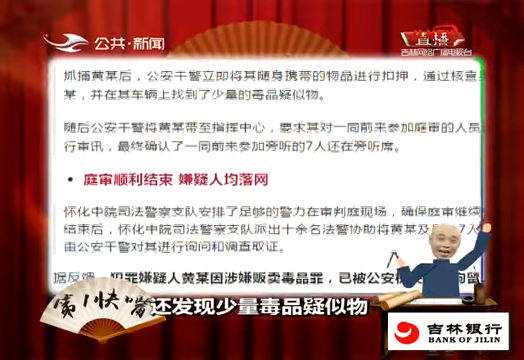 公共·新闻
直播
吉林网络广播电视台
抓捕黄某后，公安干警立即将其随身携带的物品进行扣押，通过核查
某，并在其车辆上找到了少量的毒品疑似物。
随后公安干警将黄某带至指挥中心，要求其对一同前来参加庭审的人员
行审讯，最终确认了一同前来参加旁听的7人还在旁听席。
• 庭审顺利结束 嫌疑人均落网
怀化中院司法警察支队安排了足够的警力在审判庭现场，确保庭审继续
结束后，怀化中院司法警察支队派出十余名法警协助将黄某及 7人
由公安干警对其进行询问和调查取证。
据反馈，犯罪嫌疑人黄某因涉嫌贩卖毒品罪，已被公安 拘留
快嘴
还发现少量毒品疑似物
吉林银行
BANK OF JILIN